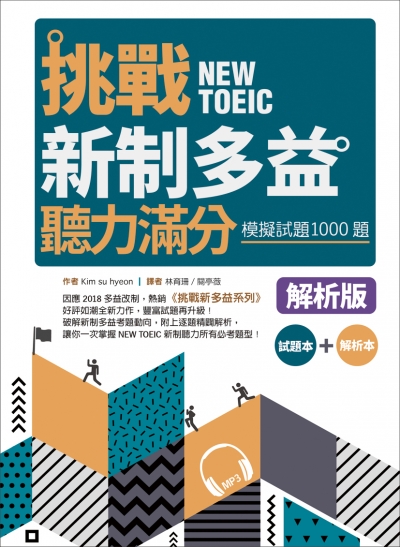 挑戰 NEW TOEIC
新制多益
聽力滿分 模擬試題1000題
作者 Kim su hyeon | 譯者 林育珊 / 關亭薇
因應 2018 多益改制,熱銷《挑戰新多益系列》
好評如潮全新力作,豐富試題再升級!
破解新制多益考題動向,附上逐題精闢解析,
讓你一次掌握 NEW TOEIC 新制聽力所有必考題型!
解析版
試題本 + 解析本
MP3